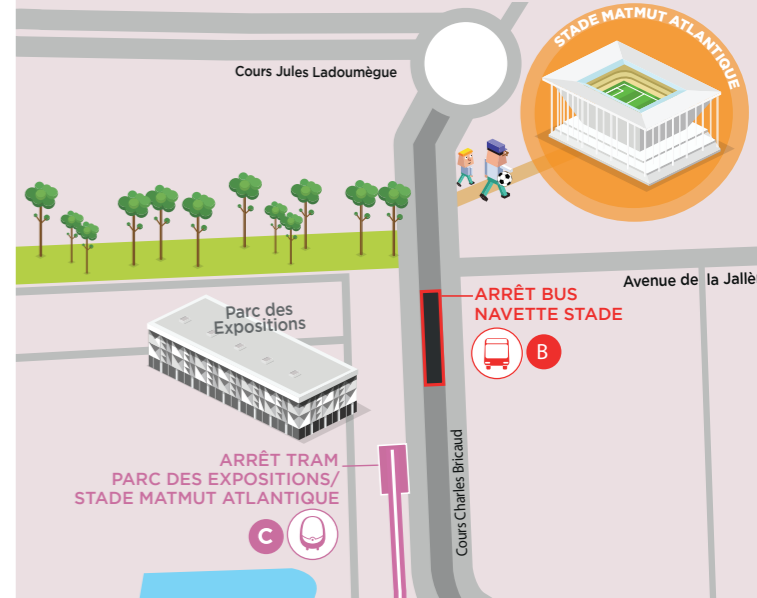 STADE MATMUT ATLANTIQUE
Cours Jules Ladoumègue
Avenue de la Jallè
Parc des
Expositions
ARRÊT BUS
NAVETTE STADE
B
Cours Charles Bricaud
ARRÊT TRAM
PARC DES EXPOSITIONS/
STADE MATMUT ATLANTIQUE
C